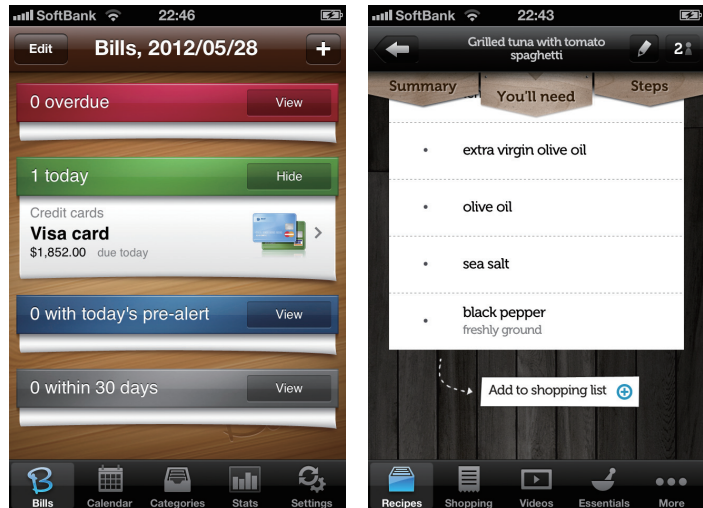 SoftBank 22:46
Edit Bills, 2012/05/28 +
0 overdue View
1 today Hide
Credit cards
Visa card
$1,852.00 due today
0 with today's pre-alert View
0 within 30 days View
Bills Calendar Categories Stats Settings
SoftBank 22:43
Grilled tuna with tomato
spaghetti
2
Summary You'll need Steps
extra virgin olive oil
olive oil
sea salt
black pepper
freshly ground
Add to shopping list
Recipes Shopping Videos Essentials More